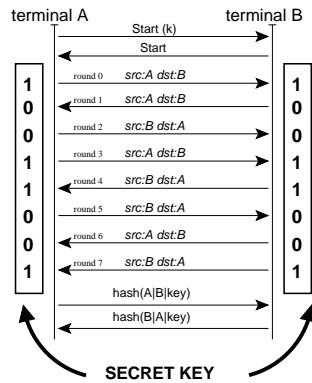 terminal A terminal B
Start (k)
Start
1 round 0 src:A dst:B 1
0 round 1 src:A dst:B 0
0 round 2 src:B dst:A 0
1 round 3 src:A dst:B 1
1 round 4 src:B dst:A 1
0 round 5 src:B dst:A 0
0 round 6 src:A dst:B 0
1 round 7 src:B dst:A 1
hash(A|B|key)
hash(B|A|key)
SECRET KEY